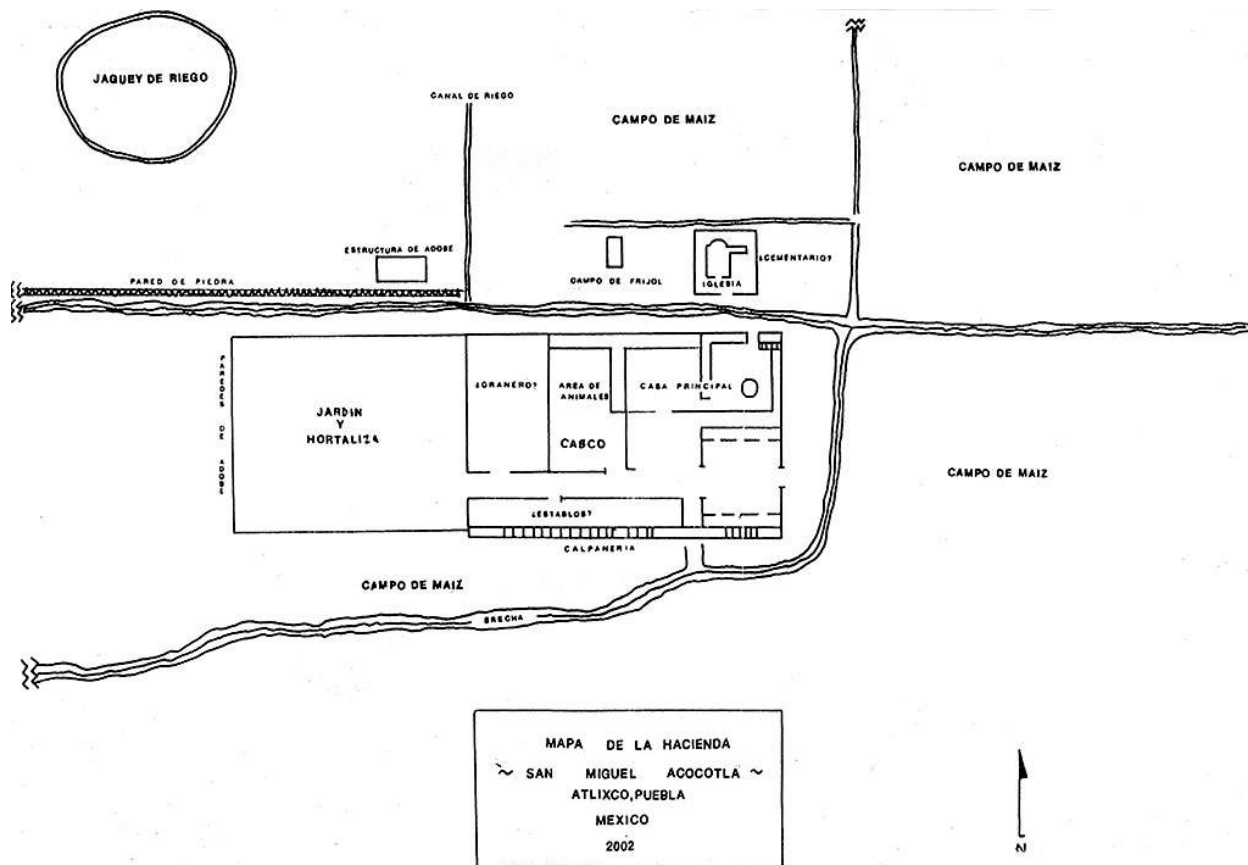 JAGUEY DE RIEGO
CANAL DE RIEGO
CAMPO DE MAIZ
CAMPO DE MAIZ
ESTRUCTURA DE ADOBE
¿CEMENTARIO?
PARED DE PIEDRA
CAMPO DE FRIJOL
IGLESIA
PAREDES DE ADOBE
JARDIN
Y
HORTALIZA
¿GRANERO?
AREA DE
ANIMALES
CASA PRINCIPAL
CASCO
CAMPO DE MAIZ
¿ESTABLOS?
CALPANERIA
CAMPO DE MAIZ
BRECHA
MAPA DE LA HACIENDA
~ SAN MIGUEL ACOCOTLA ~
ATLIXCO, PUEBLA
MEXICO
2002
N